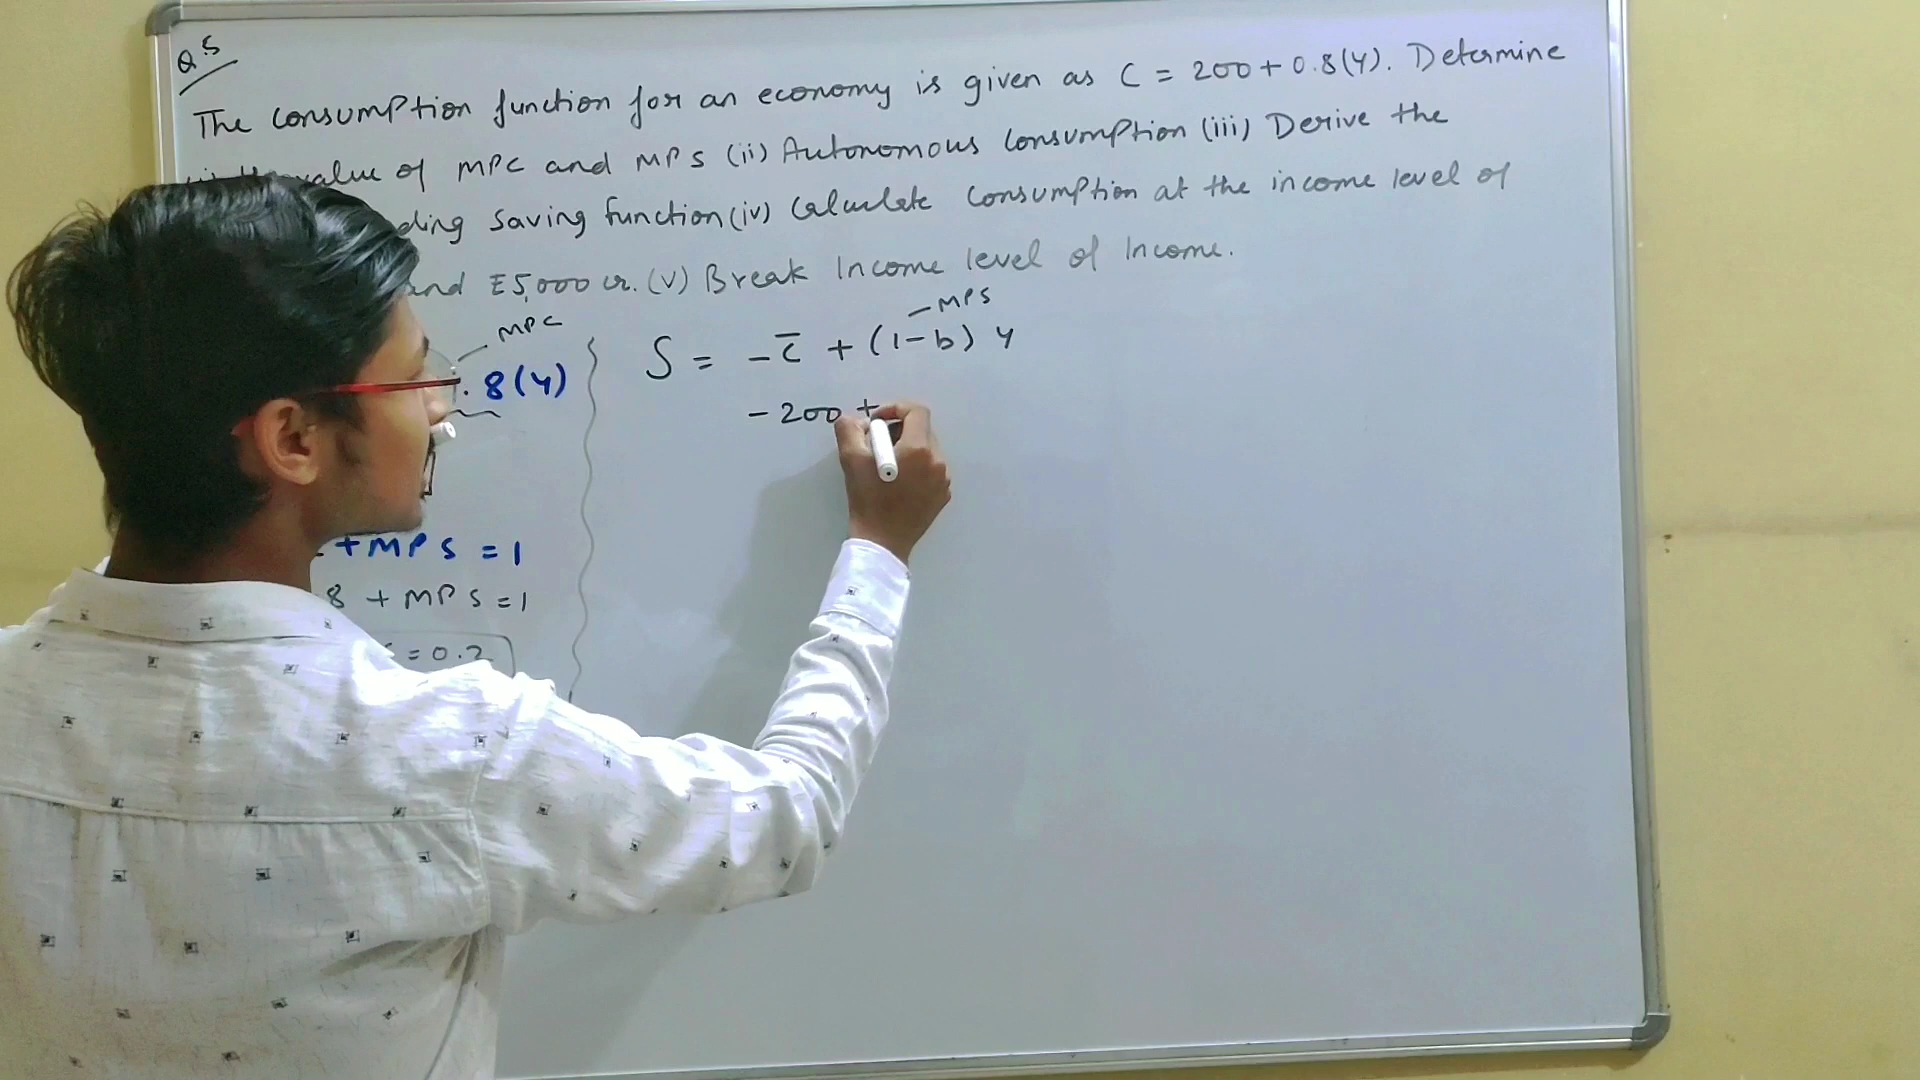 Q.5
The consumption function for an economy is given as C = 200 + 0.8(Y). Determine
value of MPC and MPS (ii) Autonomous Consumption (iii) Derive the
ding saving function (iv) Calculate Consumption at the income level of
and ₹5,000 cr. (v) Break Income level of Income.
MPC
. 8(Y)
+ MPS = 1
8 + MPS = 1
= 0.2
MPS
S = - C̅ + (1-b) Y
- 200 +